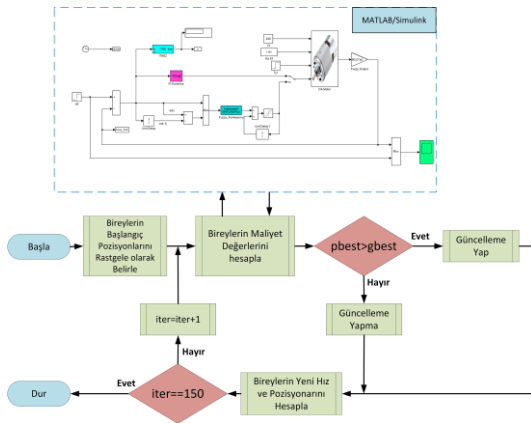 MATLAB/Simulink
Başla
Bireylerin
Başlangıç
Pozisyonlarını
Rastgele olarak
Belirle
Bireylerin Maliyet
Değerlerini
hesapla
pbest>gbest
Evet
Güncelleme
Yap
Hayır
Güncelleme
Yapma
iter=iter+1
Hayır
Dur
Evet
iter==150
Bireylerin Yeni Hız
ve Pozisyonarını
Hesapla